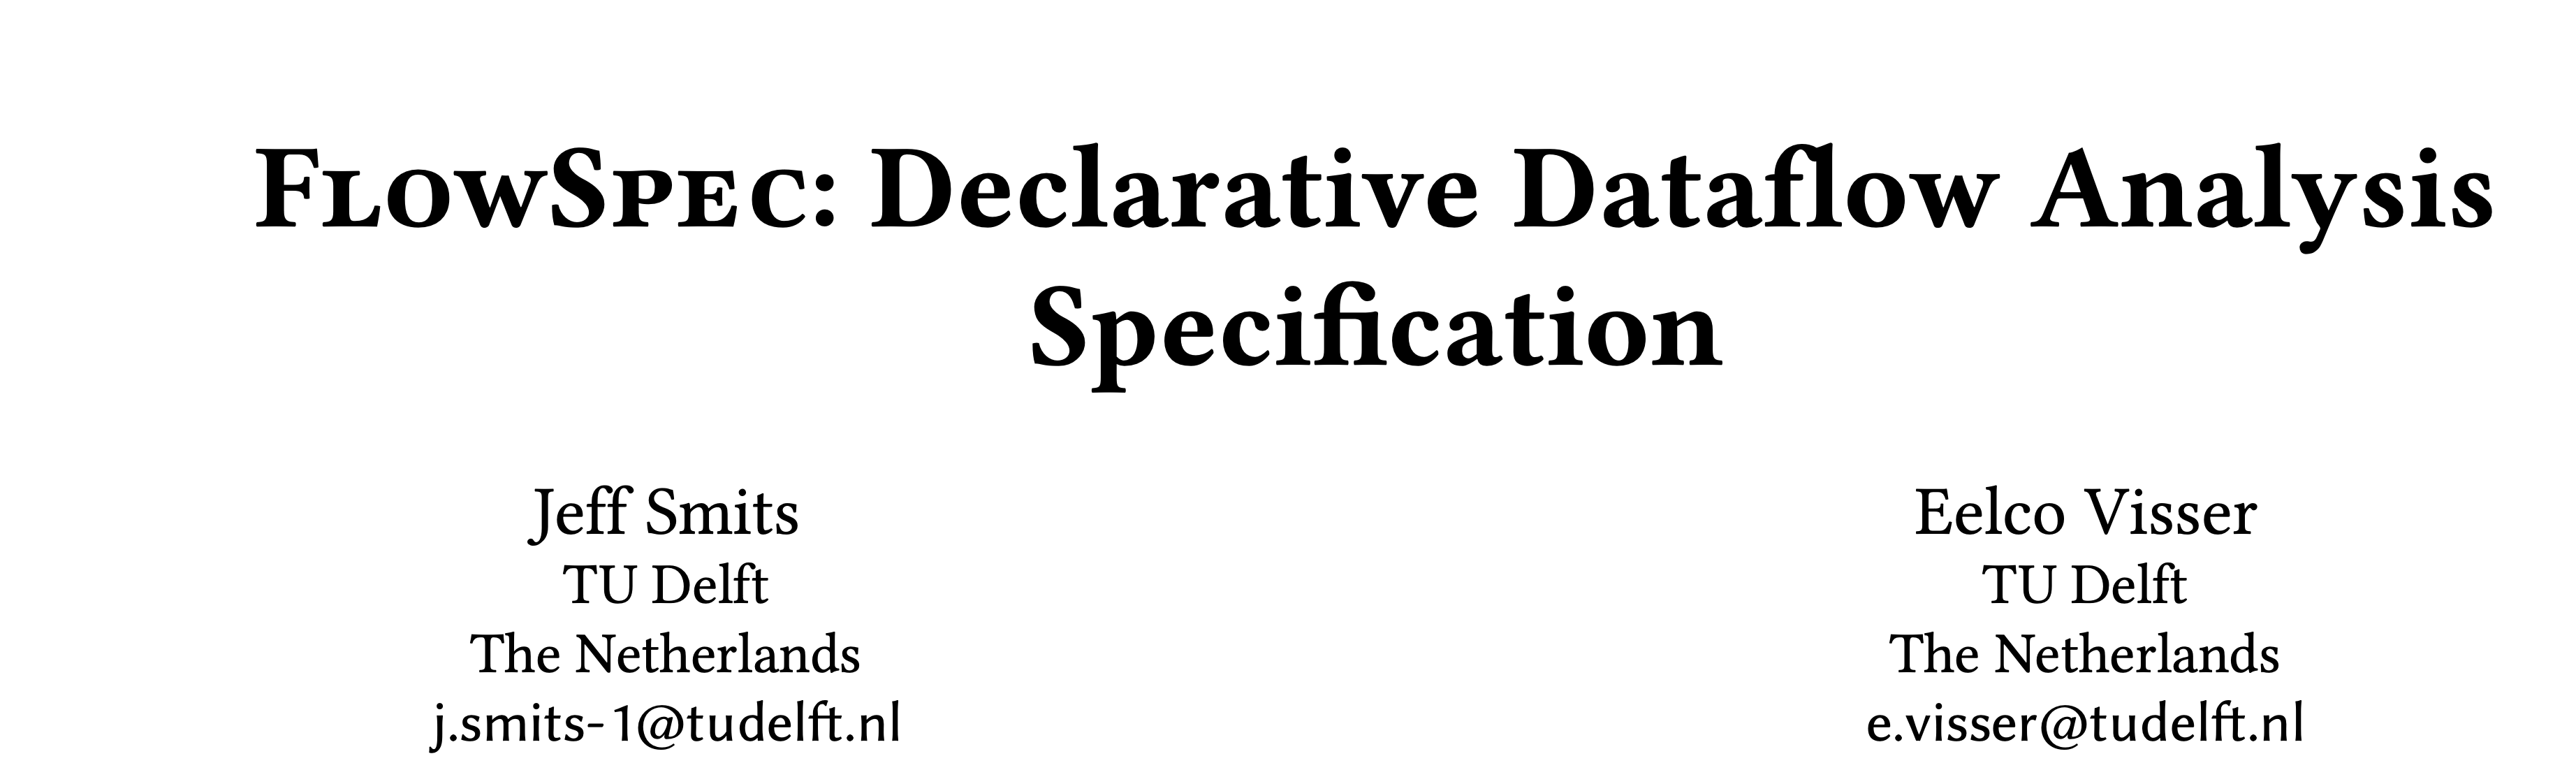 FlowSpec: Declarative Dataflow Analysis
Specification
Jeff Smits
TU Delft
The Netherlands
j.smits-1@tudelft.nl
Eelco Visser
TU Delft
The Netherlands
e.visser@tudelft.nl